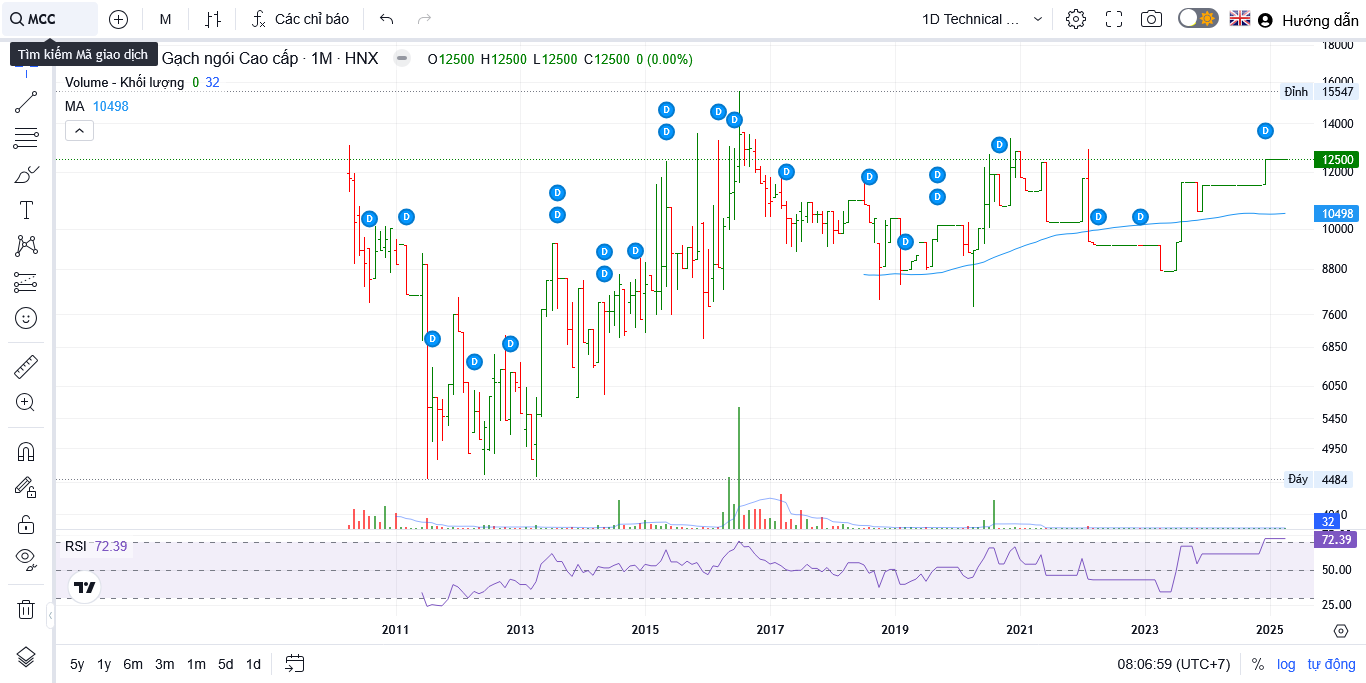 MCC
M
Các chỉ báo
1D Technical ...
Hướng dẫn
Tìm kiếm Mã giao dịch
Gạch ngói Cao cấp · 1M · HNX
O12500 H12500 L12500 C12500 0 (0.00%)
Volume - Khối lượng 0 32
MA 10498
18000
16000
Đỉnh 15547
14000
12500
12000
10498
10000
8800
7600
6850
6050
5450
4950
Đáy 4484
4010
32
D D D D D D D D D D D D D D D D D D D D D D D
RSI 72.39
72.39
50.00
25.00
2011 2013 2015 2017 2019 2021 2023 2025
5y 1y 6m 3m 1m 5d 1d
08:06:59 (UTC+7)
% log tự động